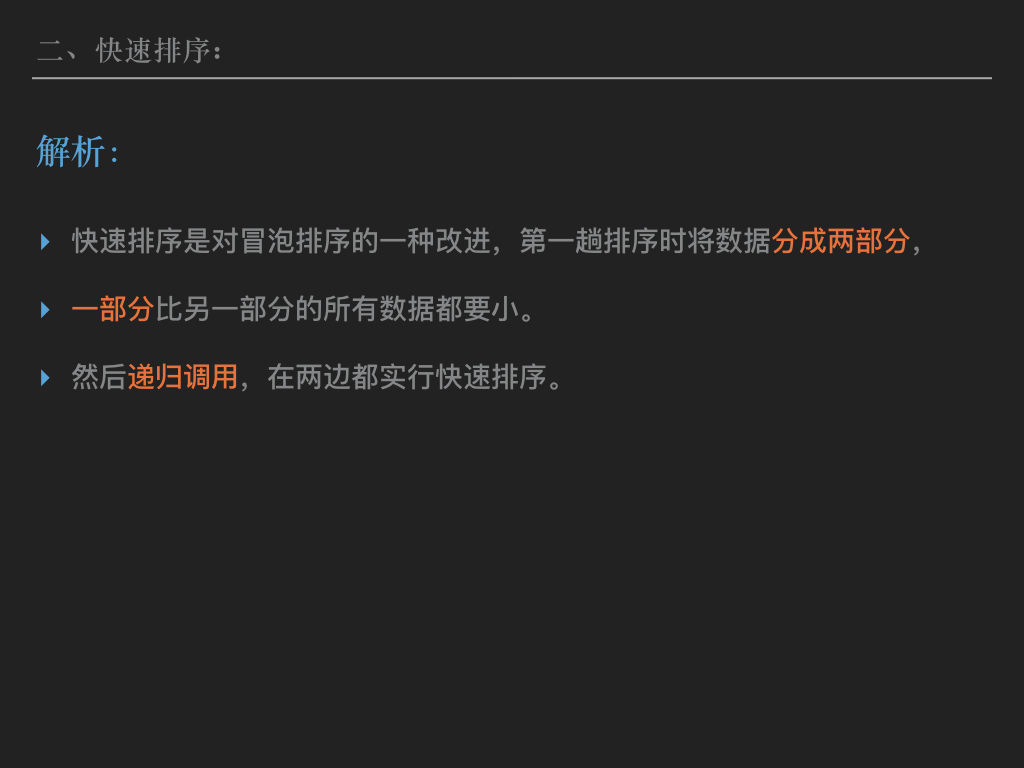 二、快速排序：
解析：
快速排序是对冒泡排序的一种改进，第一趟排序时将数据分成两部分，
一部分比另一部分的所有数据都要小。
然后递归调用，在两边都实行快速排序。